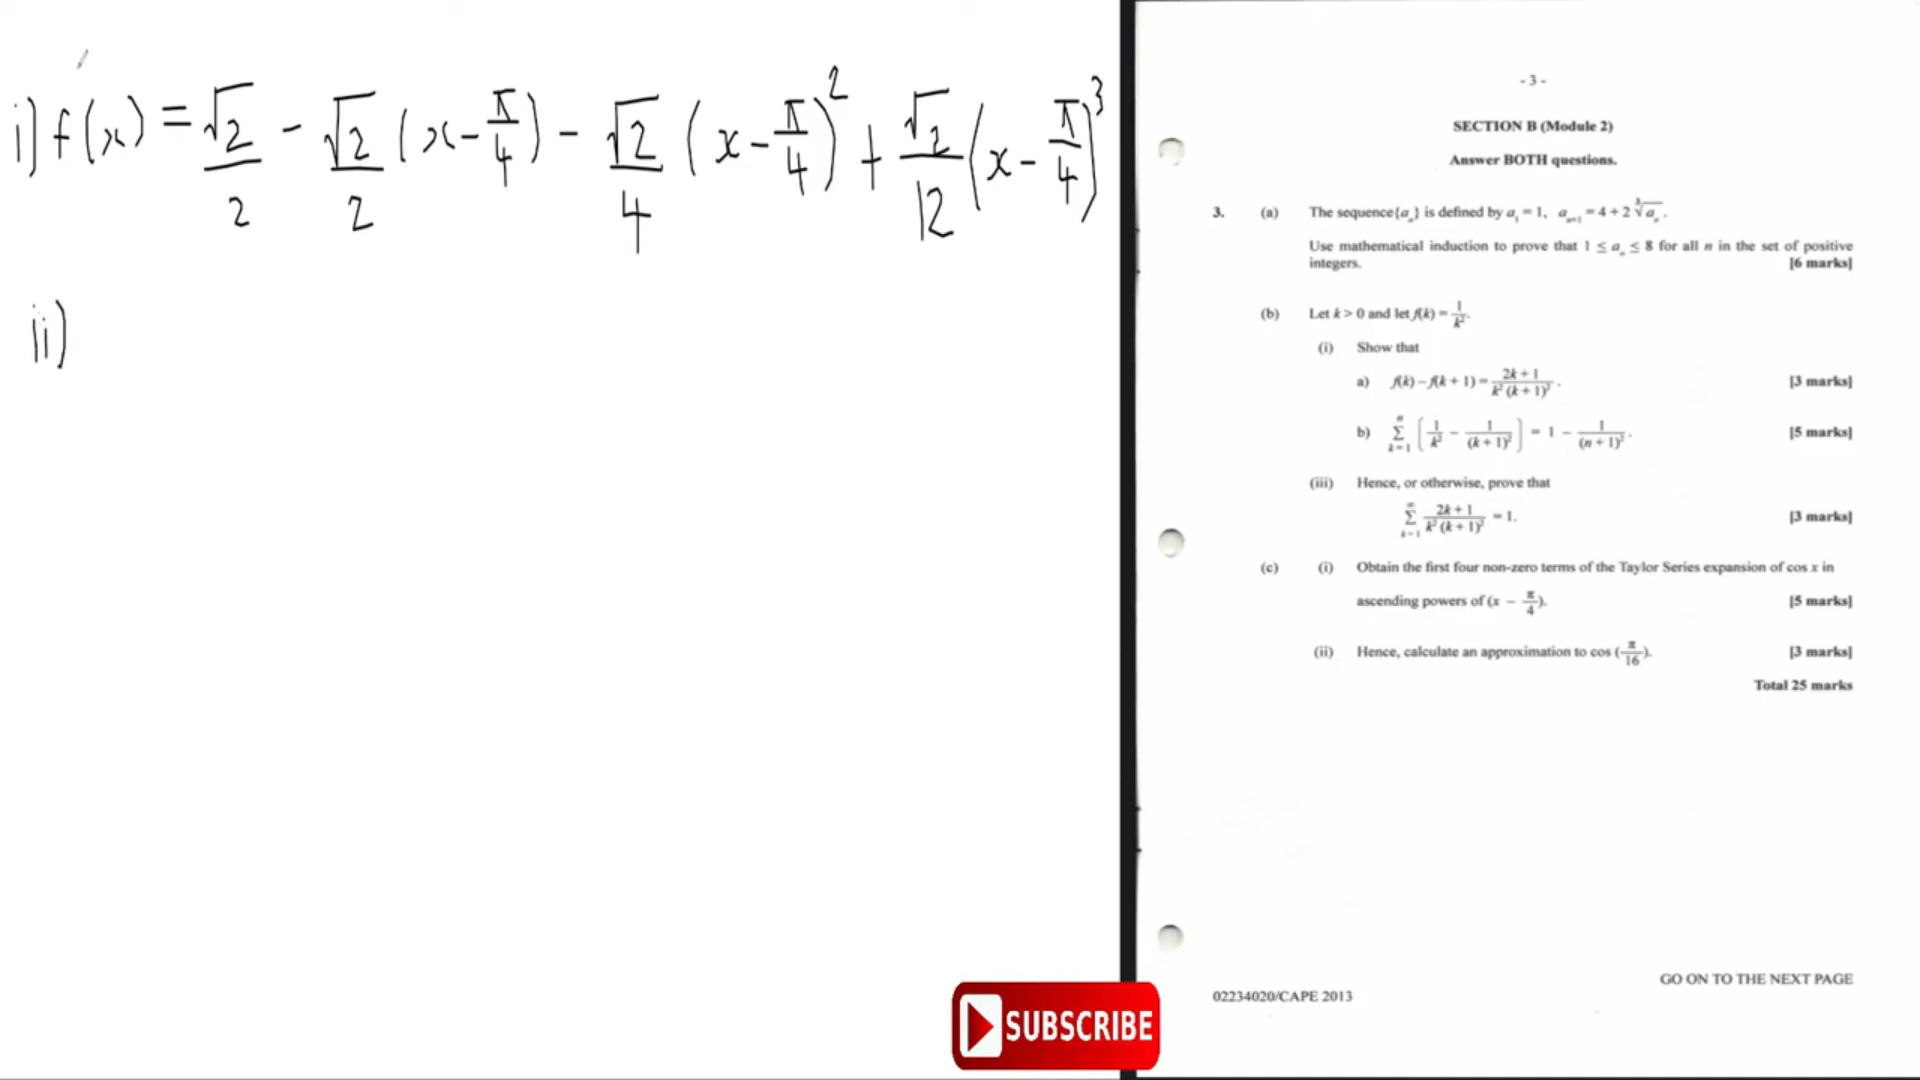 i) f(x) = √2/2 - √2/2 (x - π/4) - √2/4 (x - π/4)² + √2/12 (x - π/4)³
ii)
- 3 -
SECTION B (Module 2)
Answer BOTH questions.
3. (a) The sequence {aₙ} is defined by a₁ = 1, aₙ₊₁ = 4 + 2 ∛aₙ .
Use mathematical induction to prove that 1 ≤ aₙ ≤ 8 for all n in the set of positive
integers. [6 marks]
(b) Let k > 0 and let f(k) = 1/k².
(i) Show that
a) f(k) – f(k + 1) = (2k + 1)/(k² (k + 1)²) . [3 marks]
b) Σ_{k=1}^{n} [1/k² – 1/(k + 1)²] = 1 – 1/(n + 1)² . [5 marks]
(iii) Hence, or otherwise, prove that
Σ_{k=1}^{∞} (2k + 1)/(k² (k + 1)²) = 1. [3 marks]
(c) (i) Obtain the first four non-zero terms of the Taylor Series expansion of cos x in
ascending powers of (x – π/4). [5 marks]
(ii) Hence, calculate an approximation to cos (π/16). [3 marks]
Total 25 marks
GO ON TO THE NEXT PAGE
02234020/CAPE 2013
SUBSCRIBE